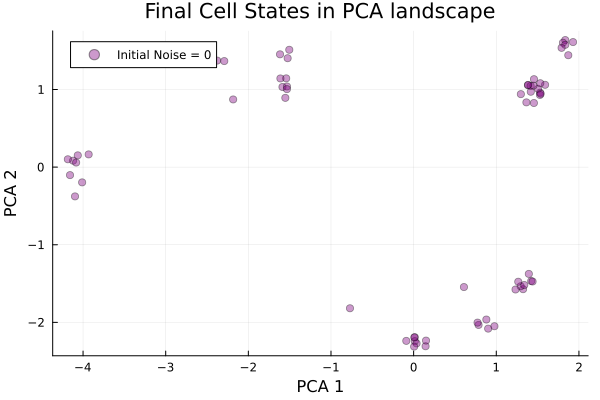 Final Cell States in PCA landscape
Initial Noise = 0
PCA 2
1
0
−1
−2
−4
−3
−2
−1
0
1
2
PCA 1